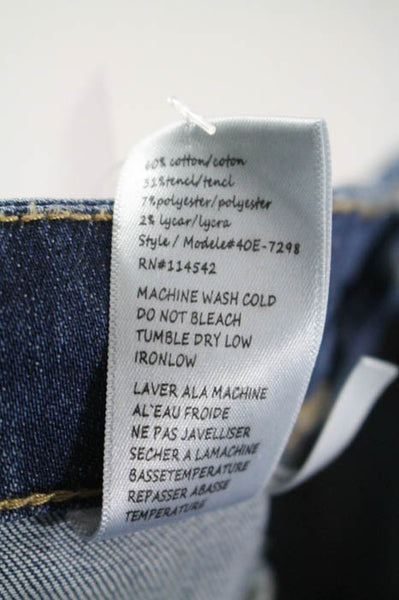 60% cotton/coton
31%tencl/tencl
7%polyester/polyester
2% lycar/lycra
Style / Modele#40E-7298
RN#114542
MACHINE WASH COLD
DO NOT BLEACH
TUMBLE DRY LOW
IRONLOW
LAVER ALA MACHINE
AL`EAU FROIDE
NE PAS JAVELLISER
SECHER A LAMACHINE
BASSETEMPERATURE
REPASSER ABASSE
TEMPERATURE